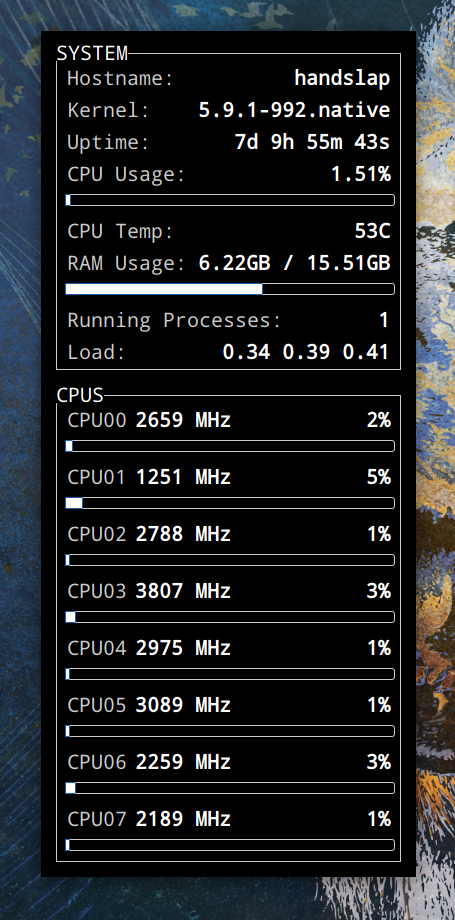 SYSTEM
Hostname: handslap
Kernel: 5.9.1-992.native
Uptime: 7d 9h 55m 43s
CPU Usage: 1.51%
CPU Temp: 53C
RAM Usage: 6.22GB / 15.51GB
Running Processes: 1
Load: 0.34 0.39 0.41
CPUS
CPU00 2659 MHz 2%
CPU01 1251 MHz 5%
CPU02 2788 MHz 1%
CPU03 3807 MHz 3%
CPU04 2975 MHz 1%
CPU05 3089 MHz 1%
CPU06 2259 MHz 3%
CPU07 2189 MHz 1%